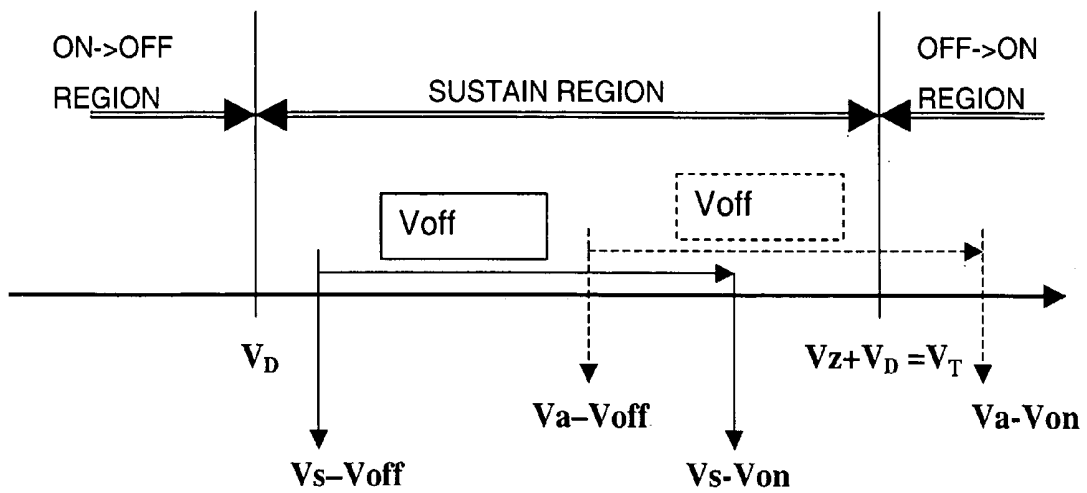 ON->OFF
REGION
SUSTAIN REGION
OFF->ON
REGION
Voff
Voff
V_D
Vz+V_D =V_T
Va–Voff
Va-Von
Vs–Voff
Vs-Von